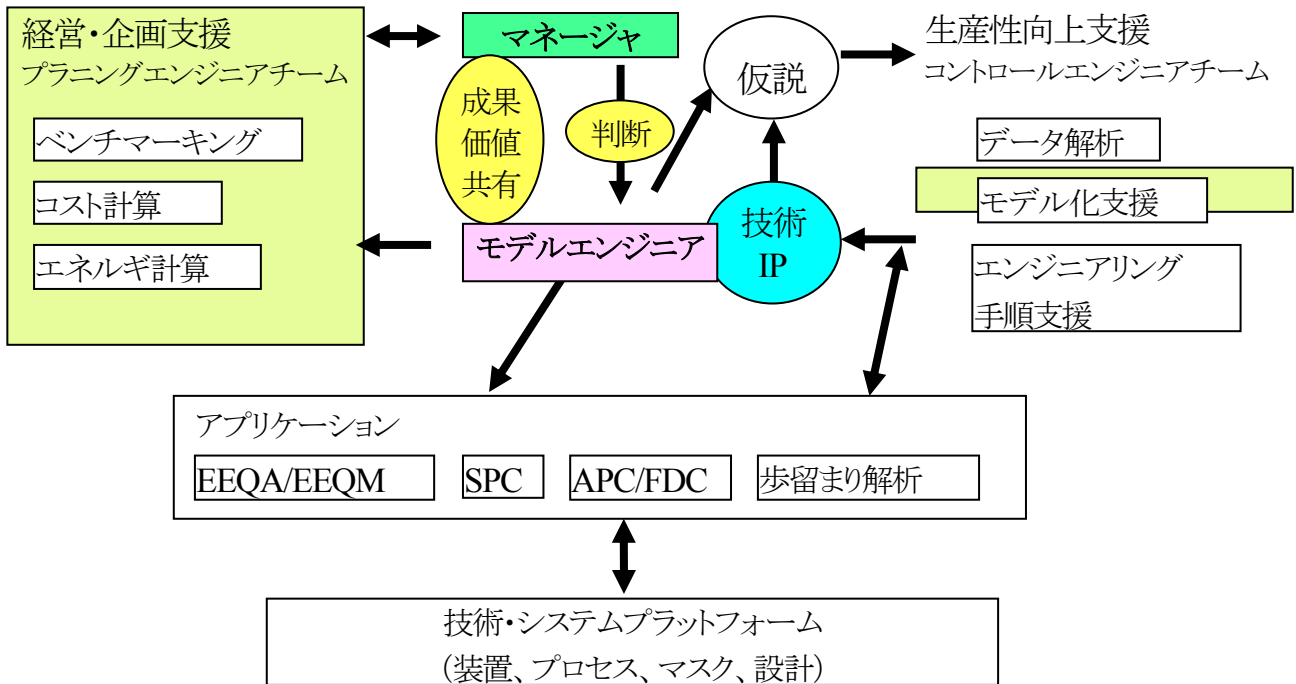 経営・企画支援
プラニングエンジニアチーム
ベンチマーキング
コスト計算
エネルギ計算
マネージャ
成果
価値
共有
判断
モデルエンジニア
仮説
技術
IP
生産性向上支援
コントロールエンジニアチーム
データ解析
モデル化支援
エンジニアリング
手順支援
アプリケーション
EEQA/EEQM
SPC
APC/FDC
歩留まり解析
技術・システムプラットフォーム
（装置、プロセス、マスク、設計）